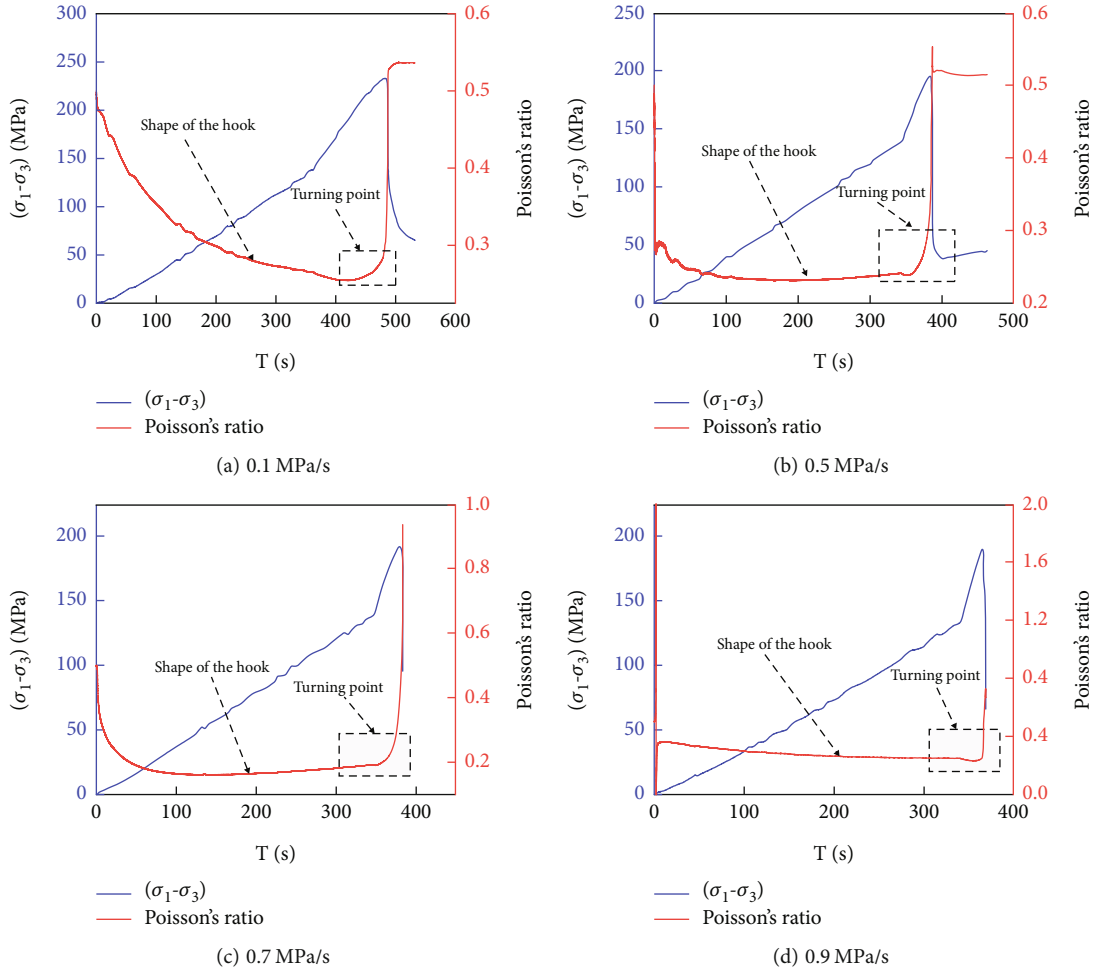 300
250
200
150
100
50
0
(σ₁-σ₃) (MPa)
0.6
0.5
0.4
0.3
0.2
Poisson's ratio
Shape of the hook
Turning point
0 100 200 300 400 500 600
T (s)
(σ₁-σ₃)
Poisson's ratio
(a) 0.1 MPa/s
250
200
150
100
50
0
(σ₁-σ₃) (MPa)
0.6
0.5
0.4
0.3
0.2
Poisson's ratio
Shape of the hook
Turning point
0 100 200 300 400 500
T (s)
(σ₁-σ₃)
Poisson's ratio
(b) 0.5 MPa/s
200
150
100
50
0
(σ₁-σ₃) (MPa)
1.0
0.8
0.6
0.4
0.2
Poisson's ratio
Shape of the hook
Turning point
0 100 200 300 400
T (s)
(σ₁-σ₃)
Poisson's ratio
(c) 0.7 MPa/s
200
150
100
50
0
(σ₁-σ₃) (MPa)
2.0
1.6
1.2
0.8
0.4
0.0
Poisson's ratio
Shape of the hook
Turning point
0 100 200 300 400
T (s)
(σ₁-σ₃)
Poisson's ratio
(d) 0.9 MPa/s